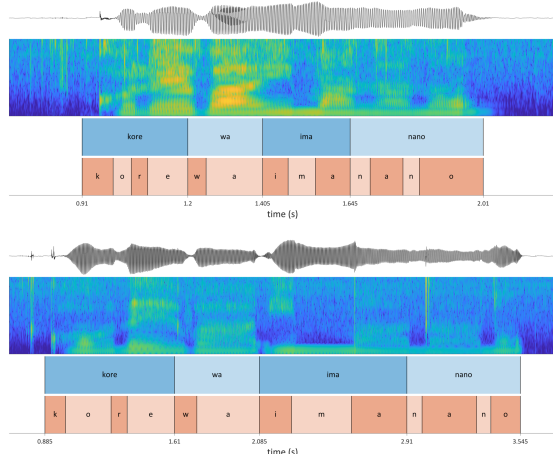 kore wa ima nano
k o r e w a i m a n a n o
0.91 1.2 1.405 1.645 2.01
time (s)
kore wa ima nano
k o r e w a i m a n a n o
0.885 1.61 2.085 2.91 3.545
time (s)